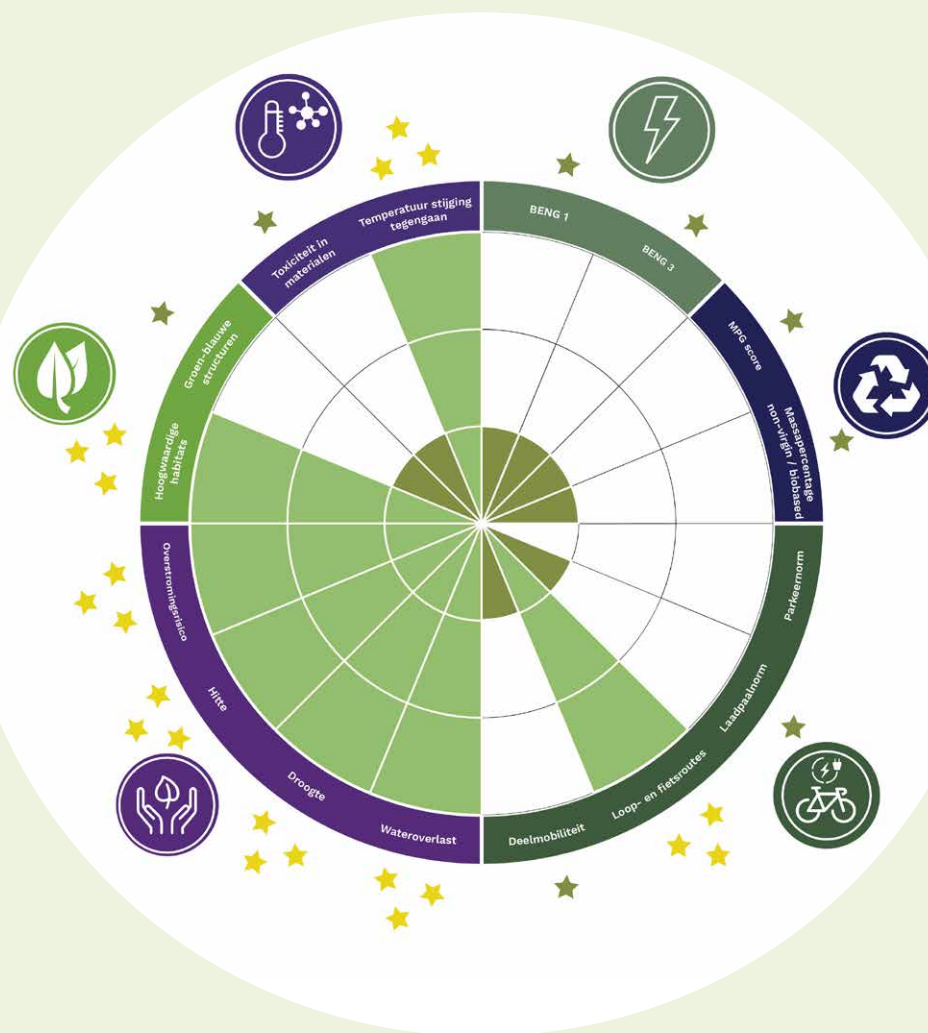 Temperatuur stijging
tegengaan
BENG 1
BENG 3
MPG score
Massapercentage
non-virgin / biobased
Parkeernorm
Laadpaalnorm
Loop- en fietsroutes
Deelmobiliteit
Wateroverlast
Droogte
Hitte
Overstromingsrisico
Hoogwaardige
habitats
Groen-blauwe
structuren
Toxiciteit in
materialen